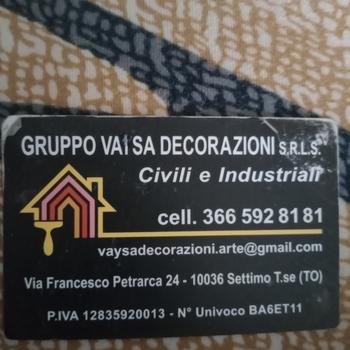 GRUPPO VAISA DECORAZIONI S.R.L.S.
Civili e Industriali
cell. 366 592 81 81
vaysadecorazioni.arte@gmail.com
Via Francesco Petrarca 24 - 10036 Settimo T.se (TO)
P.IVA 12835920013 - N° Univoco BA6ET11